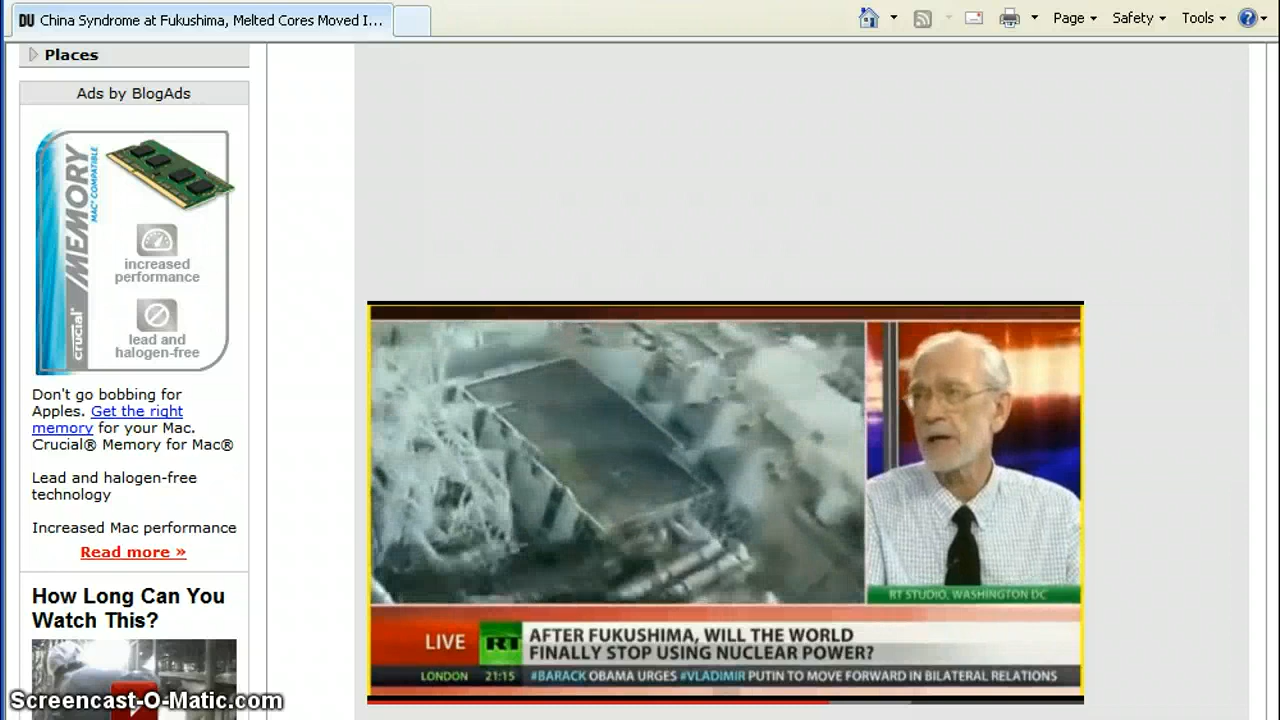 DU China Syndrome at Fukushima, Melted Cores Moved I...
Page Safety Tools
Places
Ads by BlogAds
MEMORY
MAC® COMPATIBLE
increased
performance
lead and
halogen-free
crucial
Don't go bobbing for
Apples. Get the right
memory for your Mac.
Crucial® Memory for Mac®
Lead and halogen-free
technology
Increased Mac performance
Read more »
How Long Can You
Watch This?
RT STUDIO, WASHINGTON DC
LIVE RT AFTER FUKUSHIMA, WILL THE WORLD
FINALLY STOP USING NUCLEAR POWER?
LONDON 21:15 #BARACK OBAMA URGES #VLADIMIR PUTIN TO MOVE FORWARD IN BILATERAL RELATIONS
Screencast-O-Matic.com